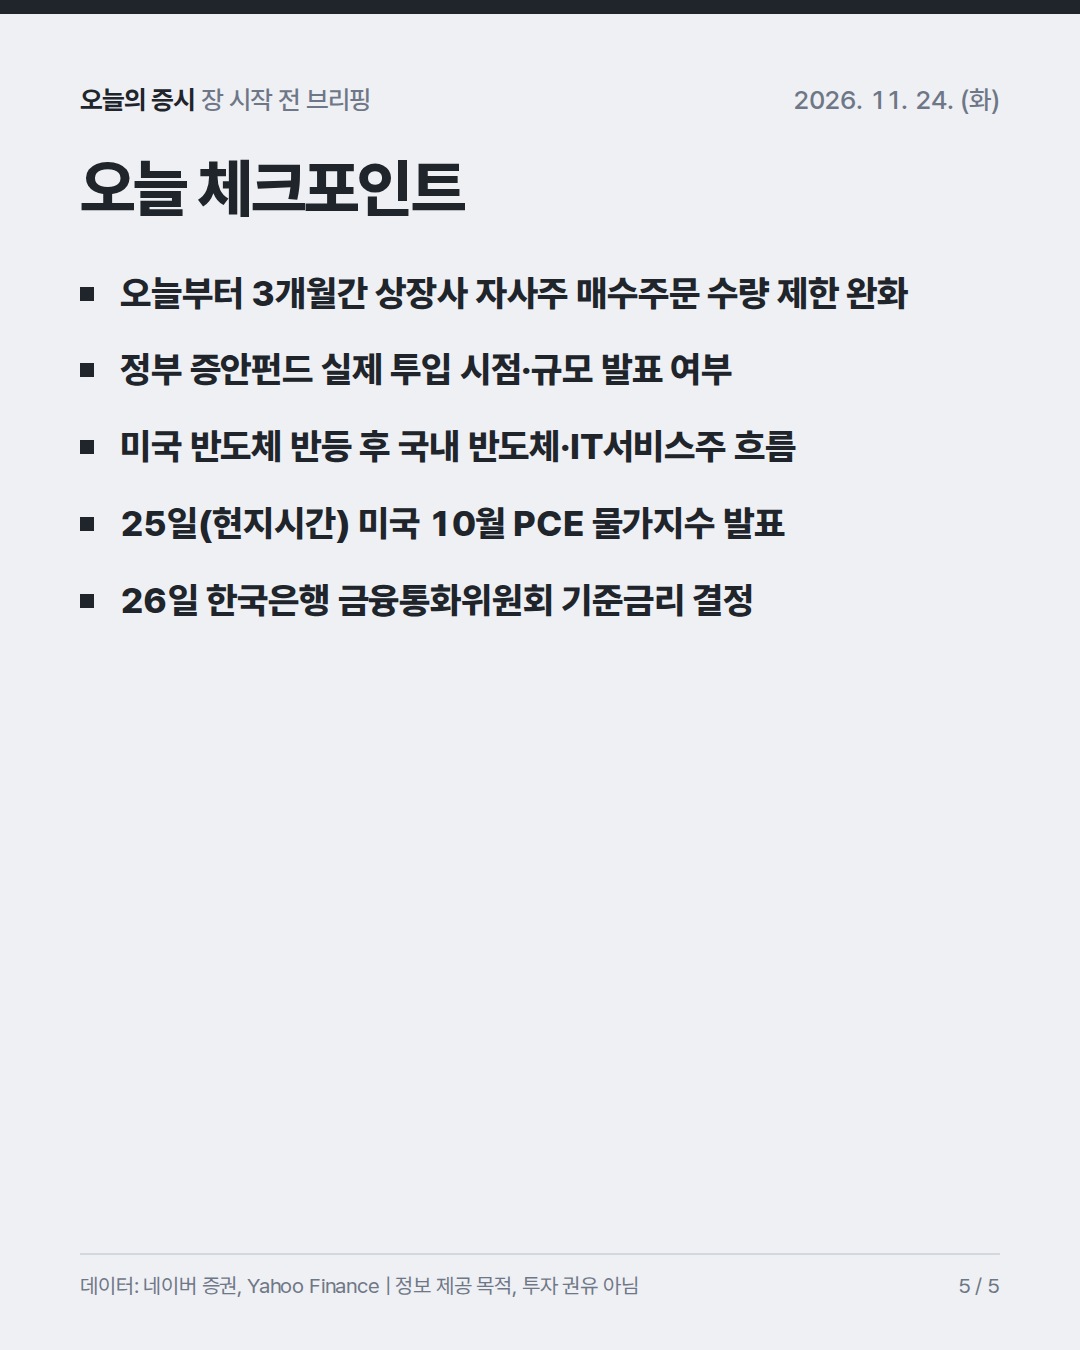 오늘의 증시 장 시작 전 브리핑
2026. 11. 24. (화)
오늘 체크포인트
오늘부터 3개월간 상장사 자사주 매수주문 수량 제한 완화
정부 증안펀드 실제 투입 시점·규모 발표 여부
미국 반도체 반등 후 국내 반도체·IT서비스주 흐름
25일(현지시간) 미국 10월 PCE 물가지수 발표
26일 한국은행 금융통화위원회 기준금리 결정
데이터: 네이버 증권, Yahoo Finance | 정보 제공 목적, 투자 권유 아님
5 / 5